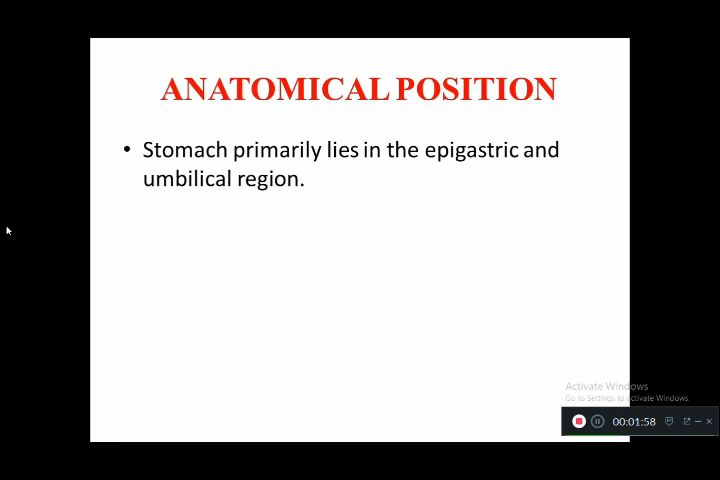 ANATOMICAL POSITION
• Stomach primarily lies in the epigastric and
umbilical region.
Activate Windows
Go to Settings to activate Windows.
00:01:58